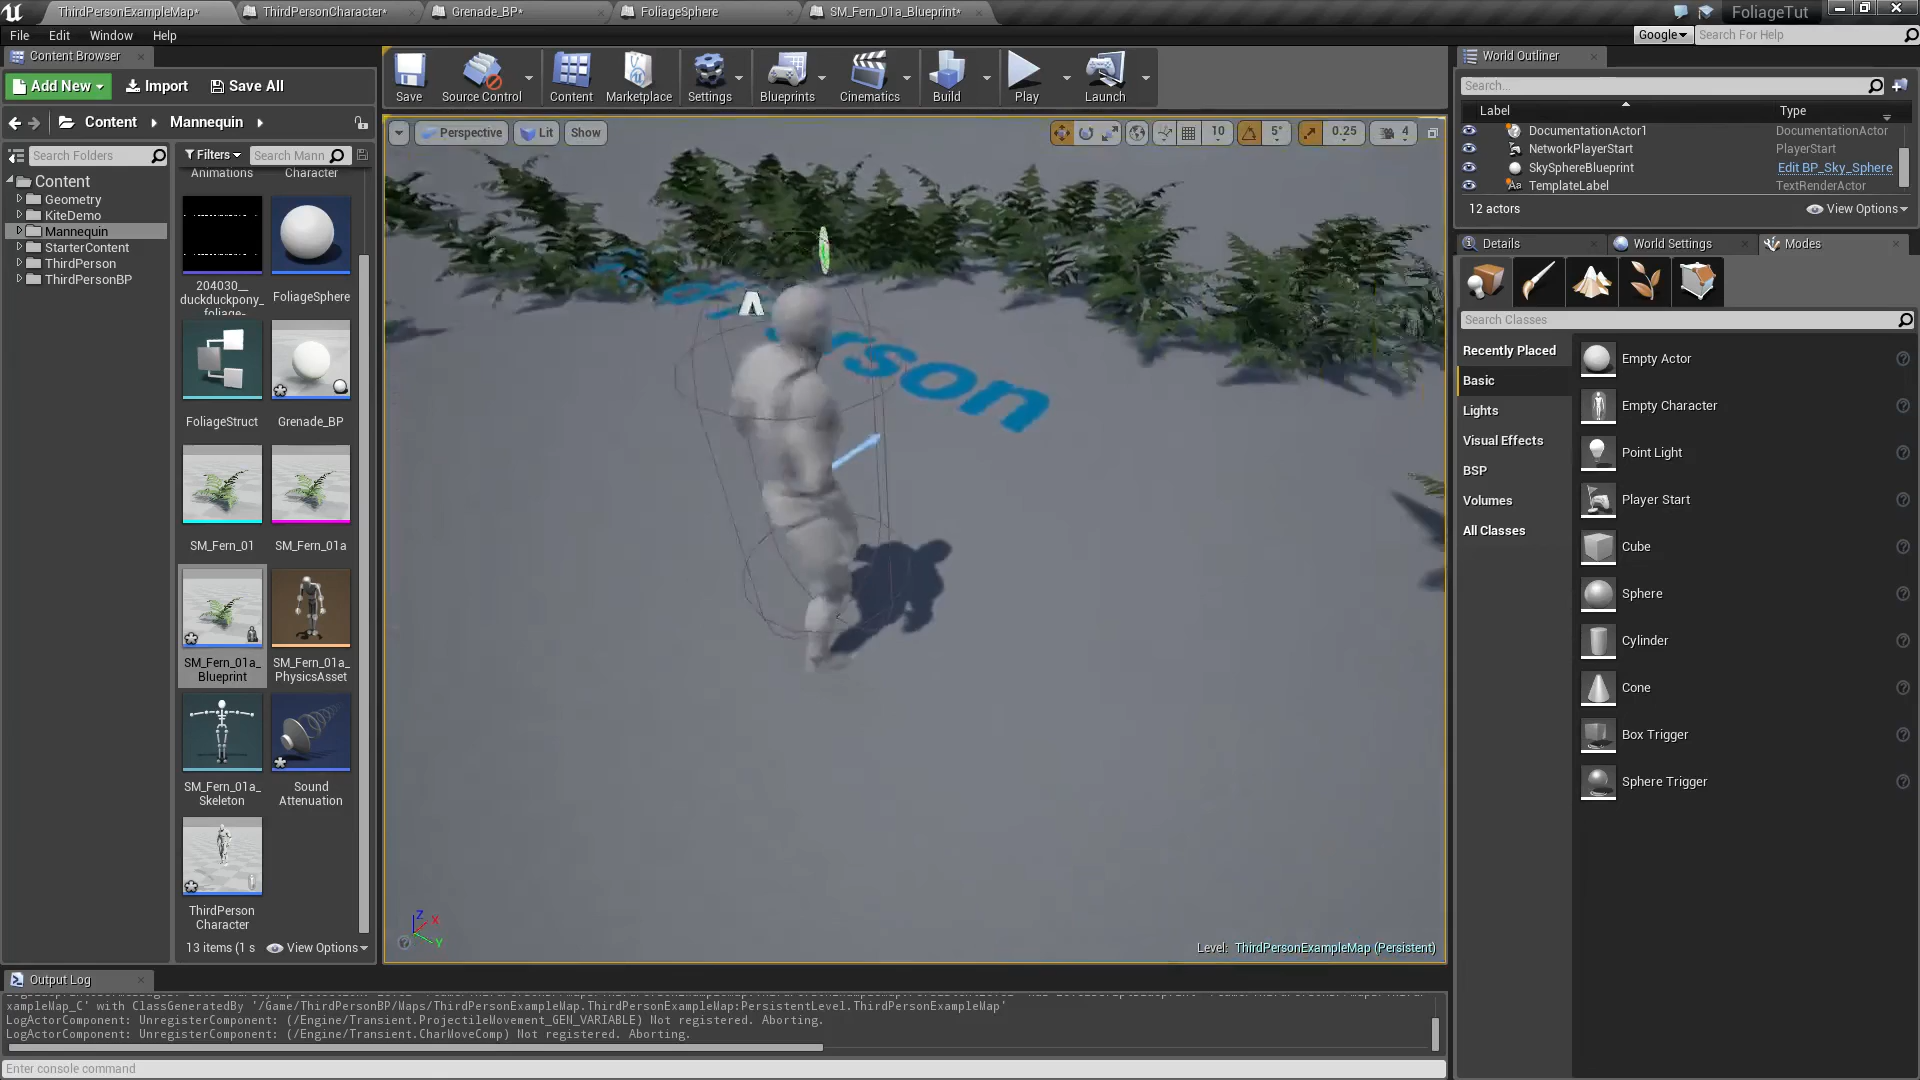 ThirdPersonExampleMap*
ThirdPersonCharacter*
Grenade_BP*
FoliageSphere
SM_Fern_01a_Blueprint*
FoliageTut
File Edit Window Help
Google
Search For Help
Content Browser
Add New
Import
Save All
Content
Mannequin
Search Folders
Filters
Search Mann
Content
Geometry
KiteDemo
Mannequin
StarterContent
ThirdPerson
ThirdPersonBP
Animations
Character
204030__
duckduckpony_
foliage-
FoliageSphere
FoliageStruct
Grenade_BP
SM_Fern_01
SM_Fern_01a
SM_Fern_01a_
Blueprint
SM_Fern_01a_
PhysicsAsset
SM_Fern_01a_
Skeleton
Sound
Attenuation
ThirdPerson
Character
13 items (1 s
View Options
Save
Source Control
Content
Marketplace
Settings
Blueprints
Cinematics
Build
Play
Launch
Perspective
Lit
Show
10
5°
0.25
4
rson
Z
X
Y
Level: ThirdPersonExampleMap (Persistent)
World Outliner
Search...
Label
Type
DocumentationActor1
DocumentationActor
NetworkPlayerStart
PlayerStart
SkySphereBlueprint
Edit BP_Sky_Sphere
TemplateLabel
TextRenderActor
12 actors
View Options
Details
World Settings
Modes
Search Classes
Recently Placed
Basic
Lights
Visual Effects
BSP
Volumes
All Classes
Empty Actor
Empty Character
Point Light
Player Start
Cube
Sphere
Cylinder
Cone
Box Trigger
Sphere Trigger
Output Log
xampleMap_C' with ClassGeneratedBy '/Game/ThirdPersonBP/Maps/ThirdPersonExampleMap.ThirdPersonExampleMap:PersistentLevel.ThirdPersonExampleMap'
LogActorComponent: UnregisterComponent: (/Engine/Transient.ProjectileMovement_GEN_VARIABLE) Not registered. Aborting.
LogActorComponent: UnregisterComponent: (/Engine/Transient.CharMoveComp) Not registered. Aborting.
Enter console command